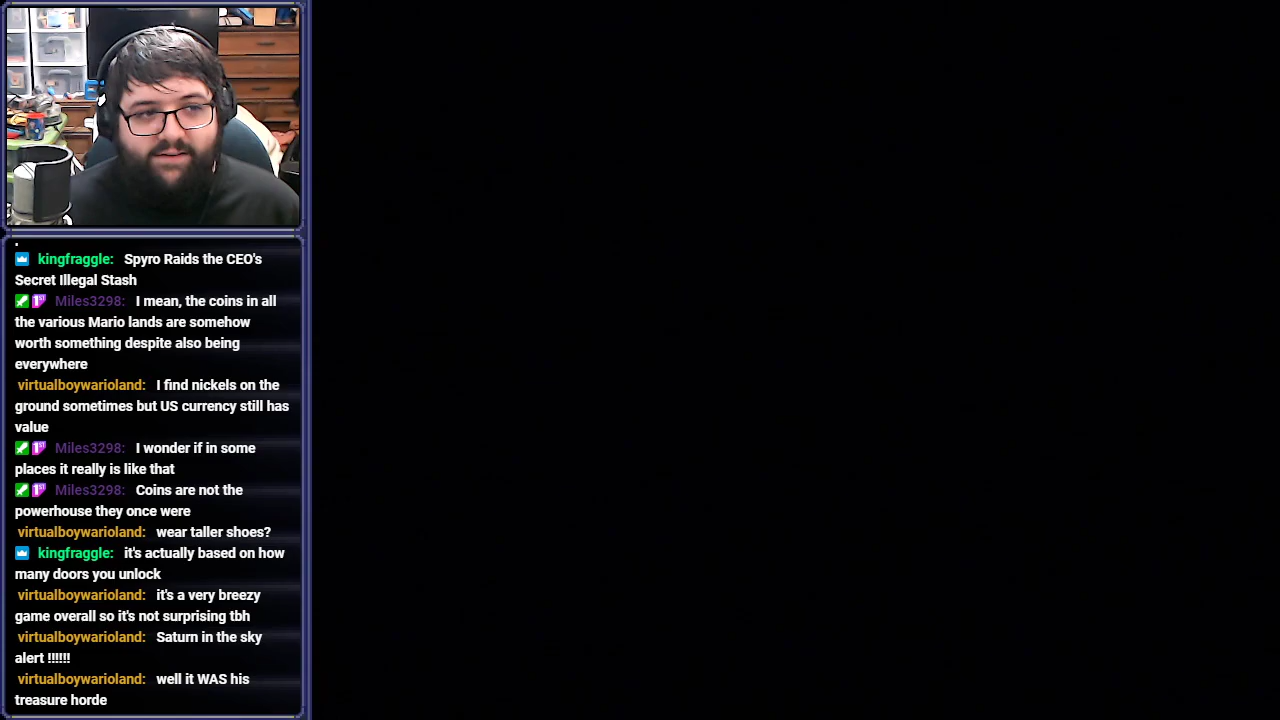 kingfraggle: Spyro Raids the CEO's
Secret Illegal Stash
1ST Miles3298: I mean, the coins in all
the various Mario lands are somehow
worth something despite also being
everywhere
virtualboywarioland: I find nickels on the
ground sometimes but US currency still has
value
1ST Miles3298: I wonder if in some
places it really is like that
1ST Miles3298: Coins are not the
powerhouse they once were
virtualboywarioland: wear taller shoes?
kingfraggle: it's actually based on how
many doors you unlock
virtualboywarioland: it's a very breezy
game overall so it's not surprising tbh
virtualboywarioland: Saturn in the sky
alert !!!!!!
virtualboywarioland: well it WAS his
treasure horde